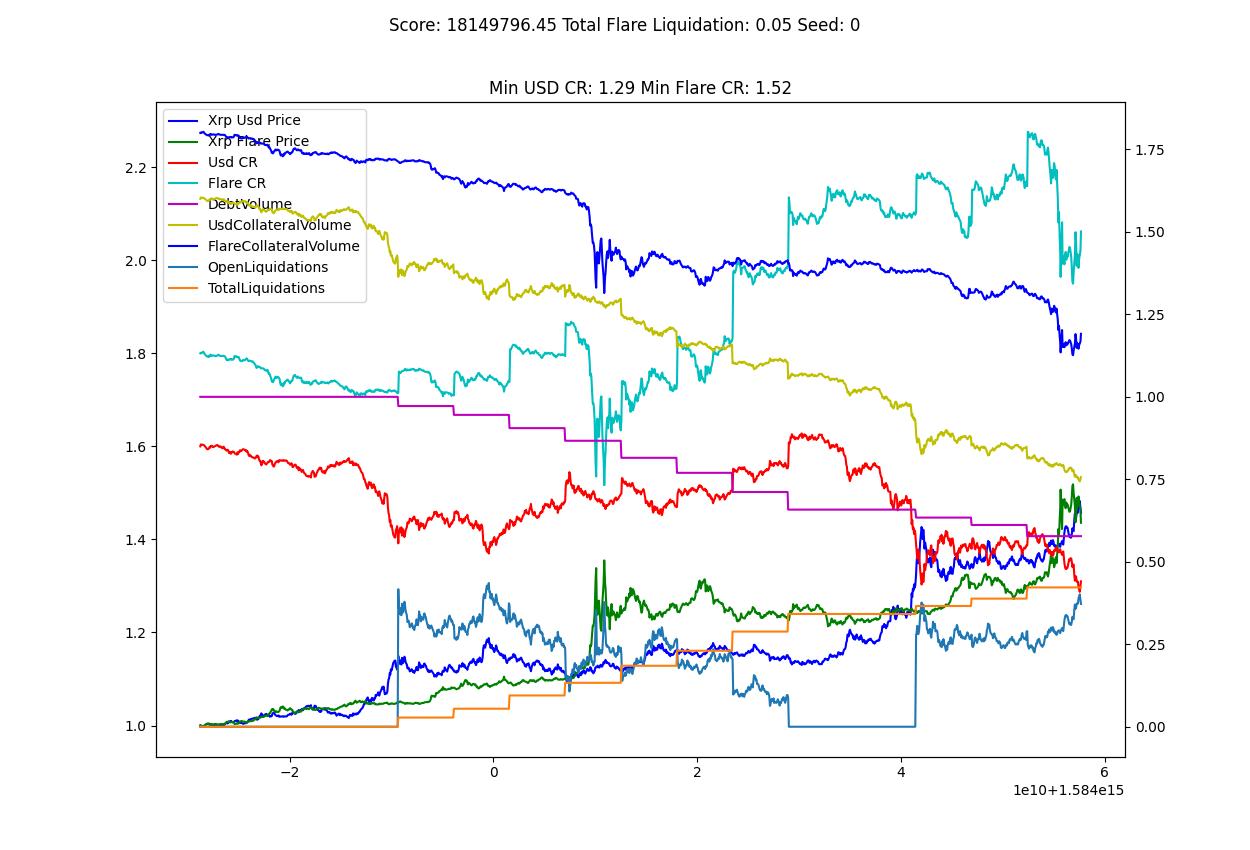 Score: 18149796.45 Total Flare Liquidation: 0.05 Seed: 0
Min USD CR: 1.29 Min Flare CR: 1.52
Xrp Usd Price
Xrp Flare Price
Usd CR
Flare CR
DebtVolume
UsdCollateralVolume
FlareCollateralVolume
OpenLiquidations
TotalLiquidations
2.2
2.0
1.8
1.6
1.4
1.2
1.0
1.75
1.50
1.25
1.00
0.75
0.50
0.25
0.00
−2
0
2
4
6
1e10+1.584e15